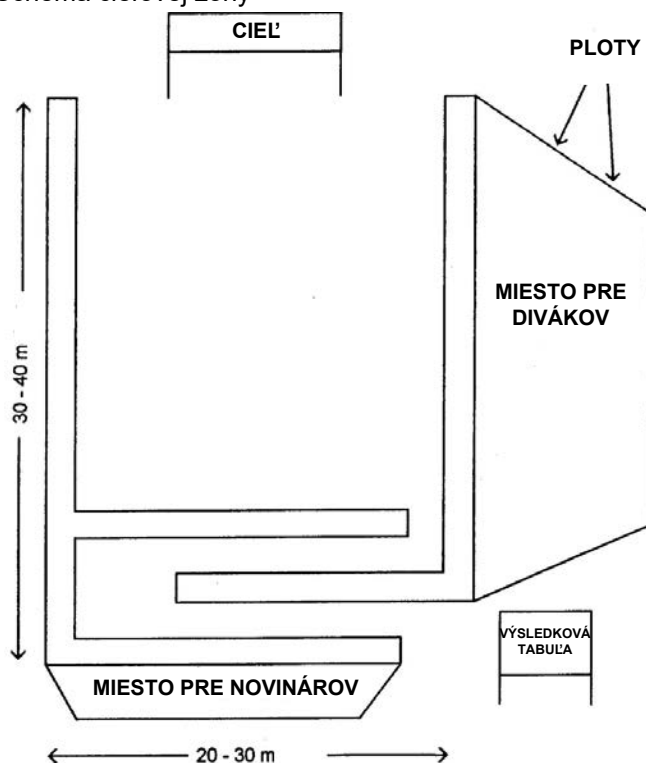 CIEĽ
PLOTY
30 - 40 m
MIESTO PRE
DIVÁKOV
VÝSLEDKOVÁ
TABUĽA
MIESTO PRE NOVINÁROV
20 - 30 m